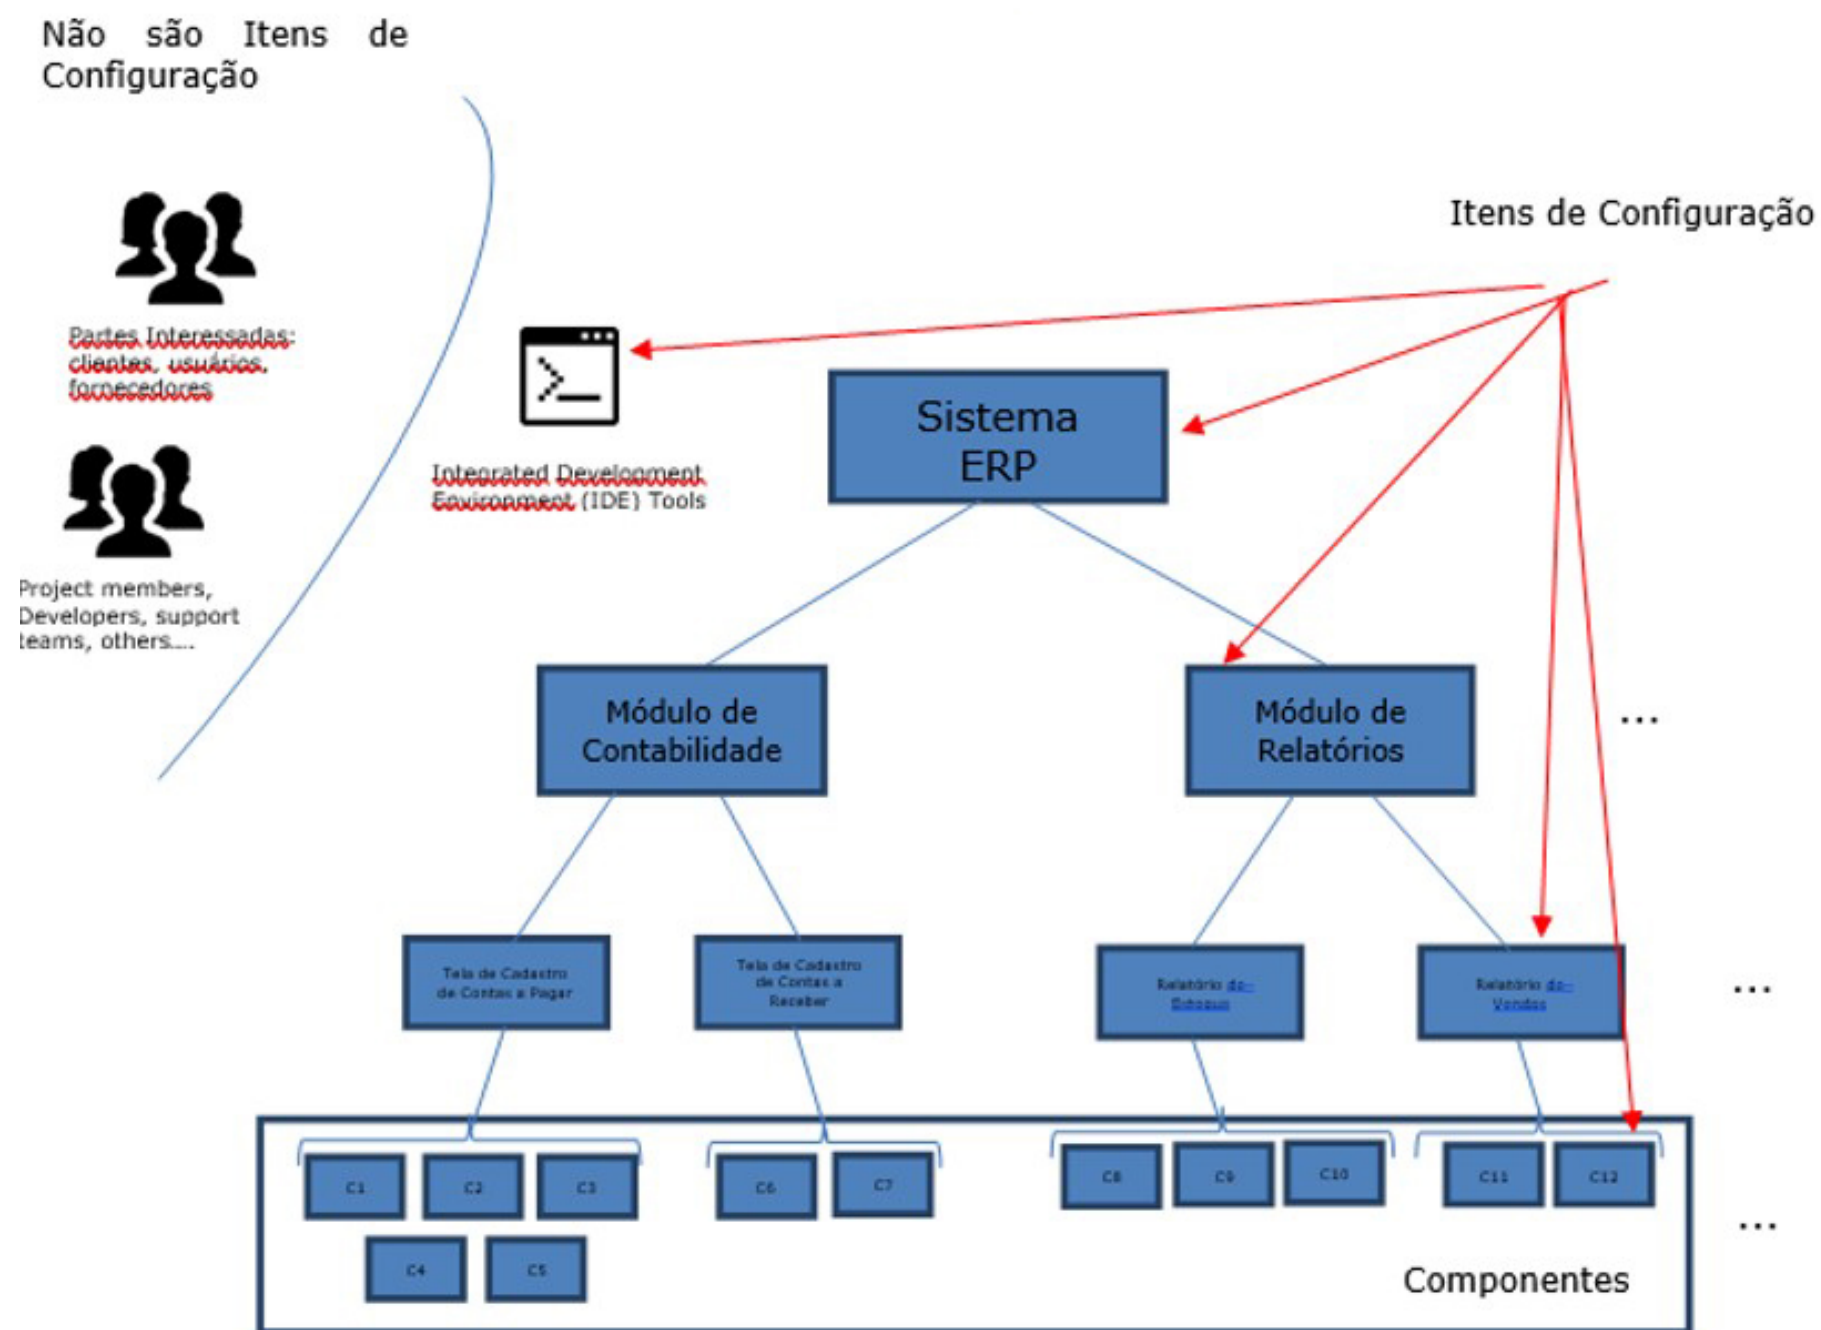 Não são Itens de
Configuração
Itens de Configuração
Partes Interessadas:
clientes, usuários,
fornecedores
Integrated Development
Environment (IDE) Tools
Sistema
ERP
Project members,
Developers, support
teams, others....
Módulo de
Contabilidade
Módulo de
Relatórios
...
Tela de Cadastro
de Contas a Pagar
Tela de Cadastro
de Contas a
Receber
Relatório de
Estoque
Relatório de
Vendas
...
C1
C2
C3
C6
C7
C8
C9
C10
C11
C12
...
C4
C5
Componentes